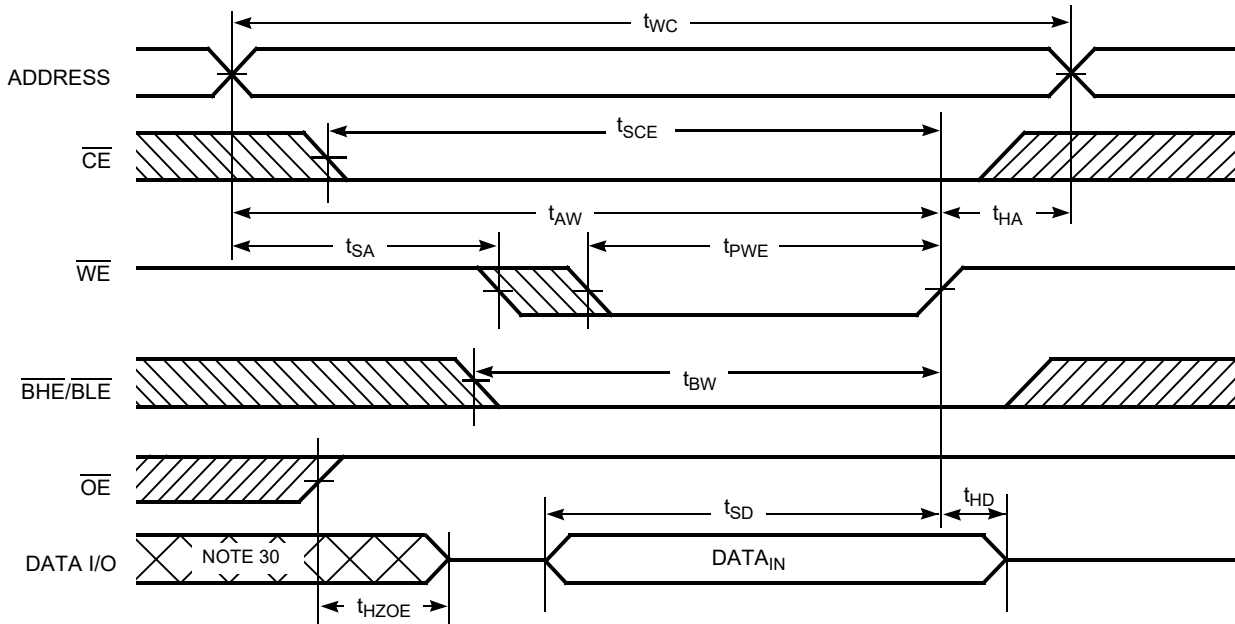 tWC
ADDRESS
tSCE
CE
tAW
tHA
tSA
tPWE
WE
tBW
BHE/BLE
OE
tSD
tHD
DATA I/O
NOTE 30
DATAIN
tHZOE